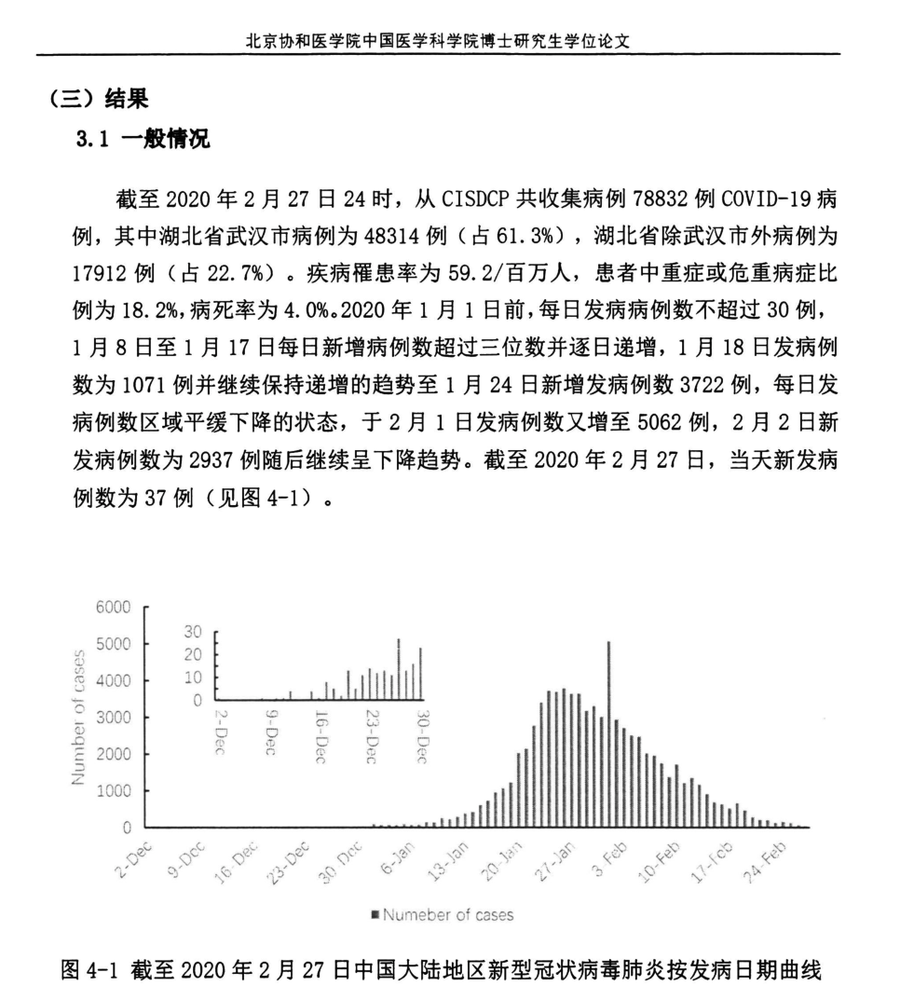 北京协和医学院中国医学科学院博士研究生学位论文
（三）结果
3.1 一般情况
截至 2020 年 2 月 27 日 24 时，从 CISDCP 共收集病例 78832 例 COVID-19 病
例，其中湖北省武汉市病例为 48314 例（占 61.3%），湖北省除武汉市外病例为
17912 例（占 22.7%）。疾病罹患率为 59.2/百万人，患者中重症或危重病症比
例为 18.2%,病死率为 4.0%。2020 年 1 月 1 日前,每日发病病例数不超过 30 例，
1 月 8 日至 1 月 17 日每日新增病例数超过三位数并逐日递增，1 月 18 日发病例
数为 1071 例并继续保持递增的趋势至 1 月 24 日新增发病例数 3722 例，每日发
病例数区域平缓下降的状态，于 2 月 1 日发病例数又增至 5062 例，2 月 2 日新
发病例数为 2937 例随后继续呈下降趋势。截至 2020 年 2 月 27 日，当天新发病
例数为 37 例（见图 4-1）。
Number of cases
6000
5000
4000
3000
2000
1000
0
30
20
10
0
2-Dec
9-Dec
16-Dec
23-Dec
30-Dec
2-Dec
9-Dec
16-Dec
23-Dec
30 Dec
6-Jan
13-Jan
20-Jan
27-Jan
3-Feb
10-Feb
17-Feb
24-Feb
■Numeber of cases
图 4-1 截至 2020 年 2 月 27 日中国大陆地区新型冠状病毒肺炎按发病日期曲线